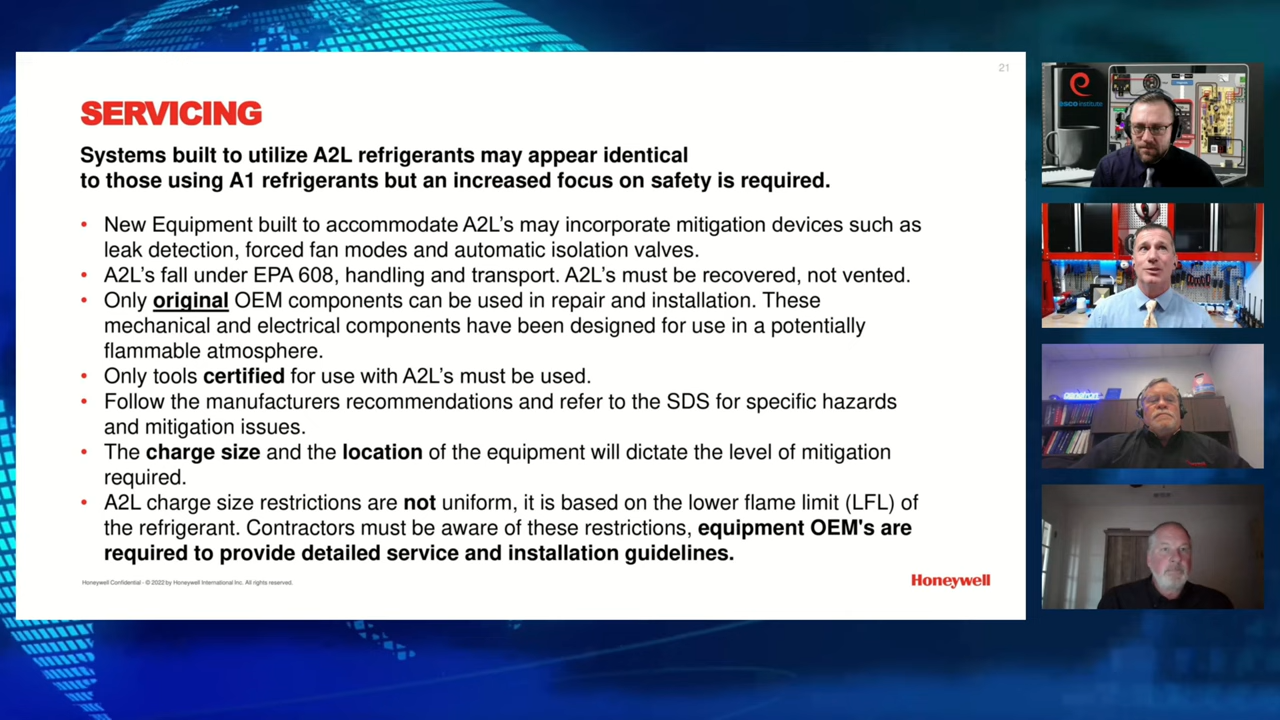 21
SERVICING
Systems built to utilize A2L refrigerants may appear identical
to those using A1 refrigerants but an increased focus on safety is required.
• New Equipment built to accommodate A2L's may incorporate mitigation devices such as
leak detection, forced fan modes and automatic isolation valves.
• A2L's fall under EPA 608, handling and transport. A2L's must be recovered, not vented.
• Only original OEM components can be used in repair and installation. These
mechanical and electrical components have been designed for use in a potentially
flammable atmosphere.
• Only tools certified for use with A2L's must be used.
• Follow the manufacturers recommendations and refer to the SDS for specific hazards
and mitigation issues.
• The charge size and the location of the equipment will dictate the level of mitigation
required.
• A2L charge size restrictions are not uniform, it is based on the lower flame limit (LFL) of
the refrigerant. Contractors must be aware of these restrictions, equipment OEM's are
required to provide detailed service and installation guidelines.
Honeywell Confidential - © 2022 by Honeywell International Inc. All rights reserved.
Honeywell
esco institute